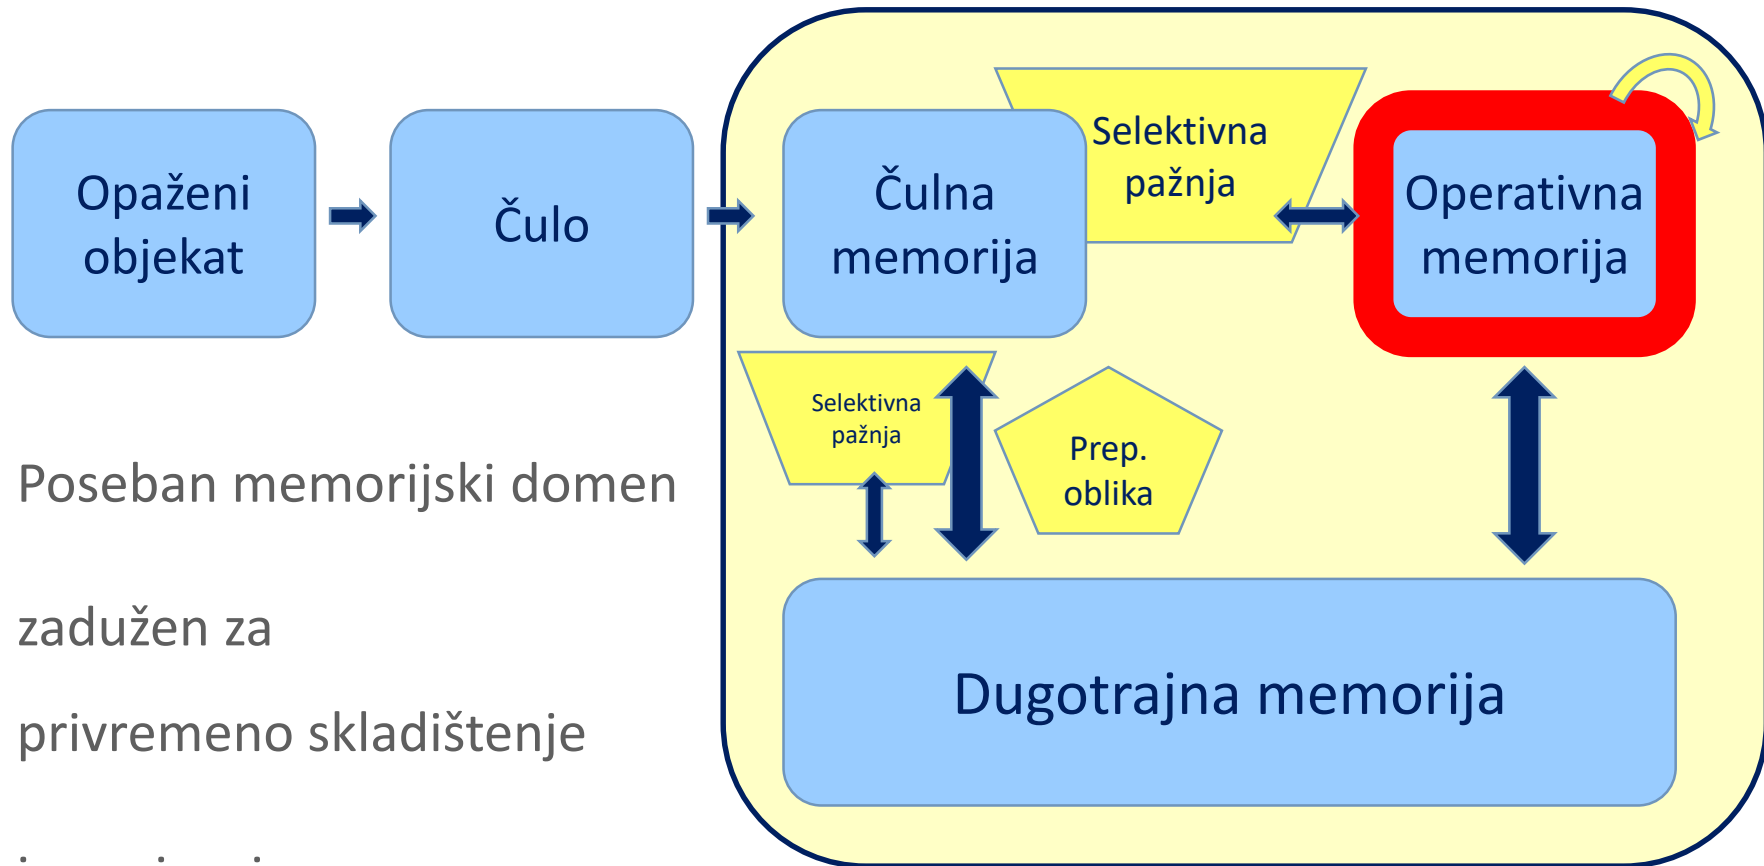 Opaženi
objekat
Čulo
Čulna
memorija
Selektivna
pažnja
Operativna
memorija
Selektivna
pažnja
Prep.
oblika
Poseban memorijski domen
zadužen za
privremeno skladištenje
Dugotrajna memorija